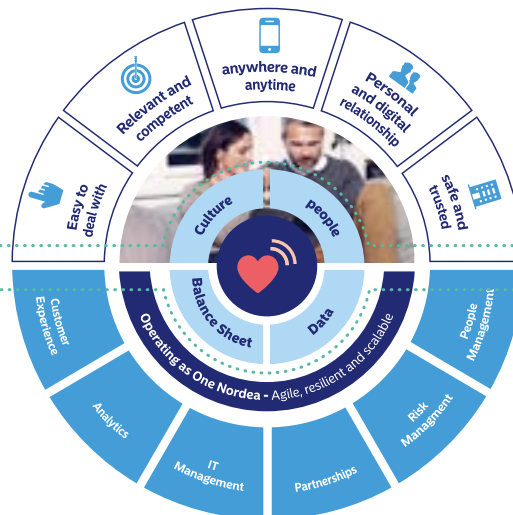 Easy to
deal with
Relevant and
competent
anywhere and
anytime
Personal
and digital
relationship
safe and
trusted
Culture
people
Balance Sheet
Data
Operating as One Nordea - Agile, resilient and scalable
Customer
Experience
Analytics
IT
Management
Partnerships
Risk
Managment
People
Management